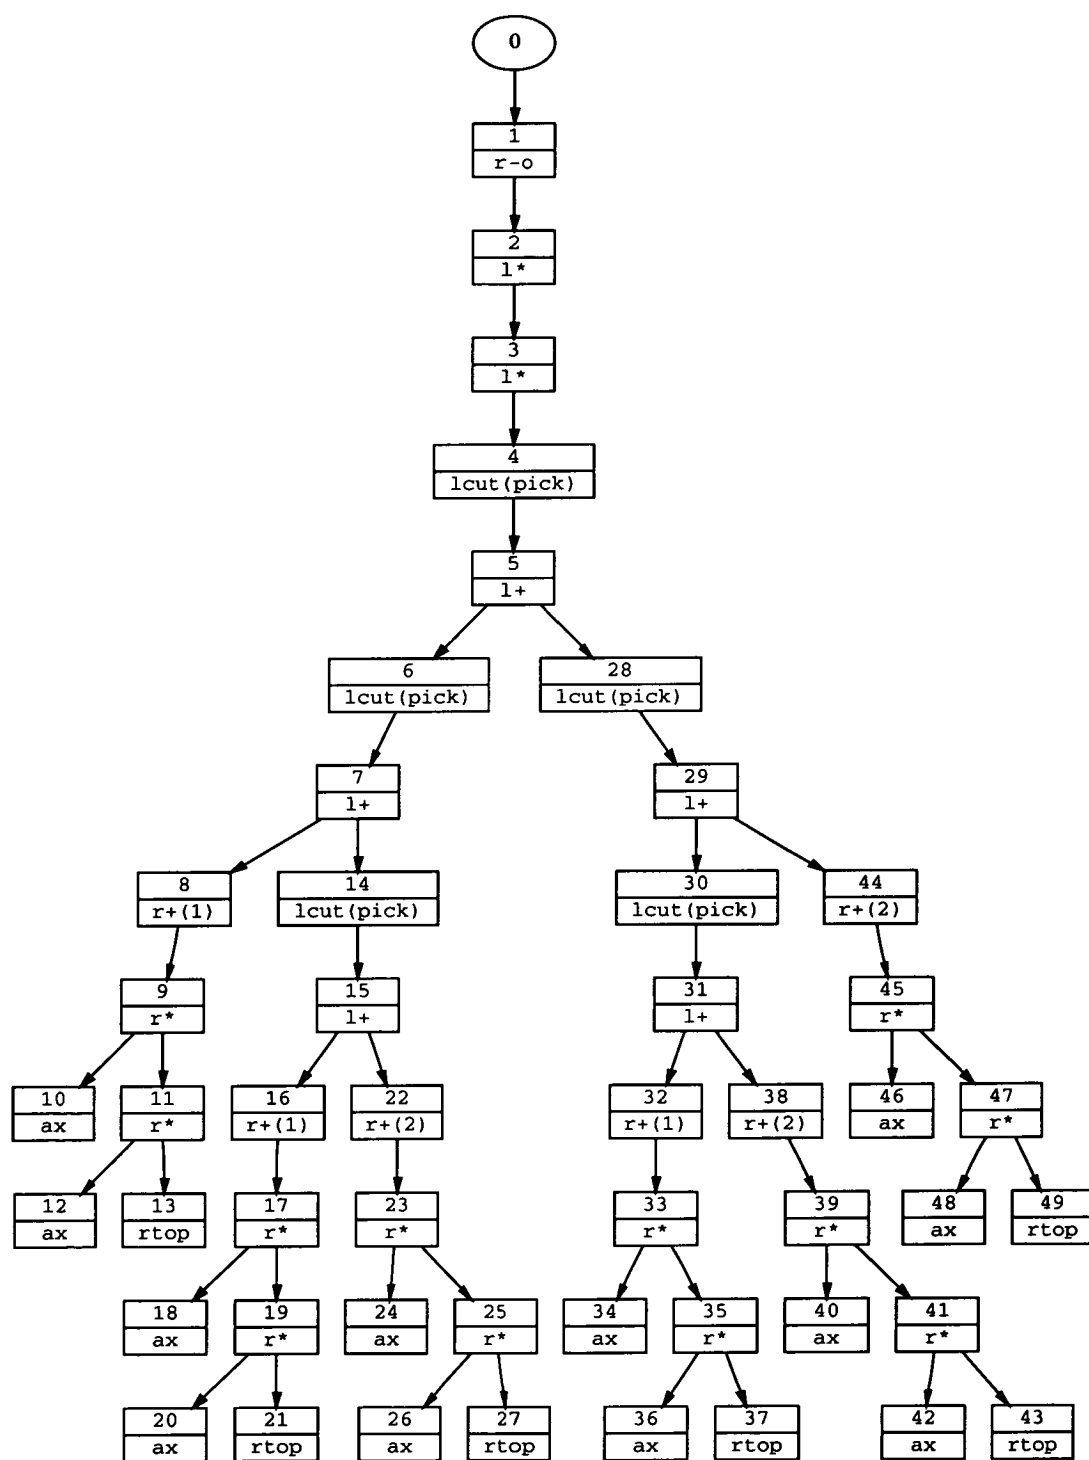 0
1
r-o
2
l*
3
l*
4
lcut(pick)
5
l+
6
28
lcut(pick)
lcut(pick)
7
29
l+
l+
8
14
30
44
r+(1)
lcut(pick)
lcut(pick)
r+(2)
9
15
31
45
r*
l+
l+
r*
10
11
16
22
32
38
46
47
ax
r*
r+(1)
r+(2)
r+(1)
r+(2)
ax
r*
12
13
17
23
33
39
48
49
ax
rtop
r*
r*
r*
r*
ax
rtop
18
19
24
25
34
35
40
41
ax
r*
ax
r*
ax
r*
ax
r*
20
21
26
27
36
37
42
43
ax
rtop
ax
rtop
ax
rtop
ax
rtop